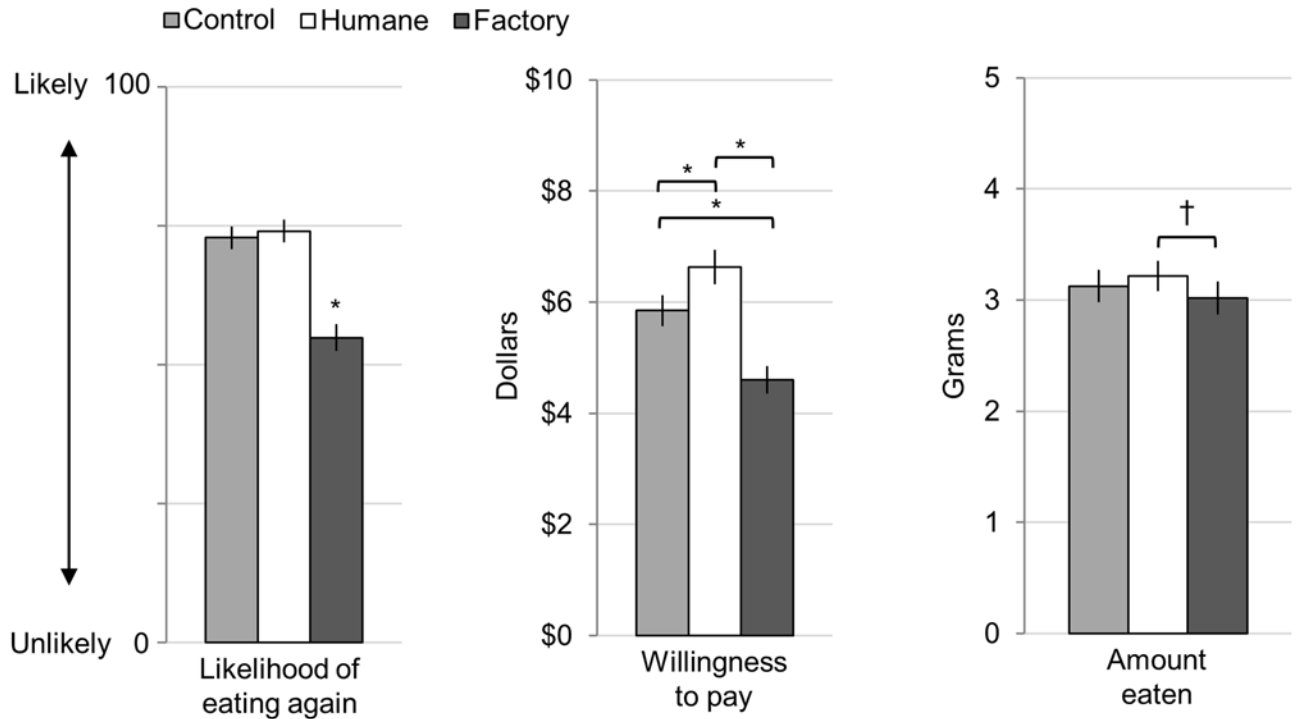 Control Humane Factory
Likely 100
Unlikely 0
*
Likelihood of
eating again
$10
$8
$6
$4
$2
$0
Dollars
*
*
*
Willingness
to pay
5
4
3
2
1
0
Grams
†
Amount
eaten